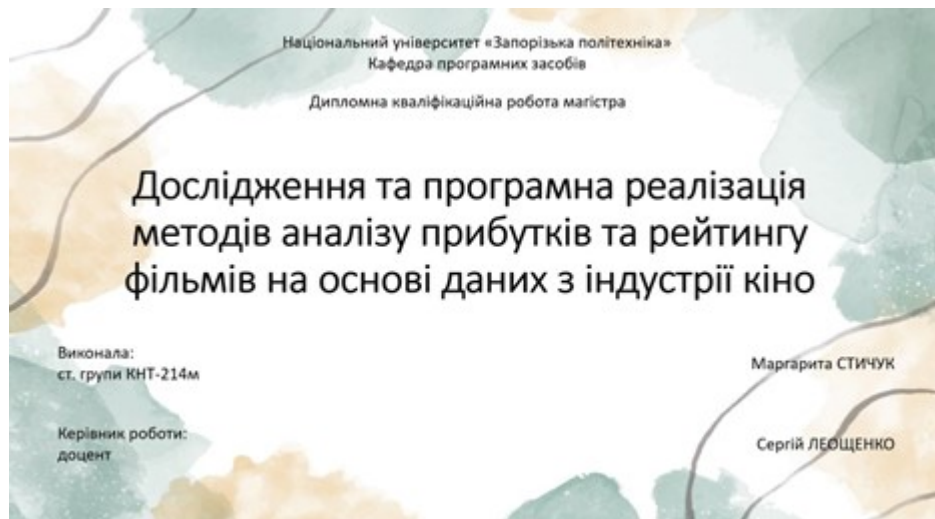 Національний університет «Запорізька політехніка»
Кафедра програмних засобів
Дипломна кваліфікаційна робота магістра
Дослідження та програмна реалізація
методів аналізу прибутків та рейтингу
фільмів на основі даних з індустрії кіно
Виконала:
ст. групи КНТ-214м
Маргарита СТИЧУК
Керівник роботи:
доцент
Сергій ЛЕОЩЕНКО